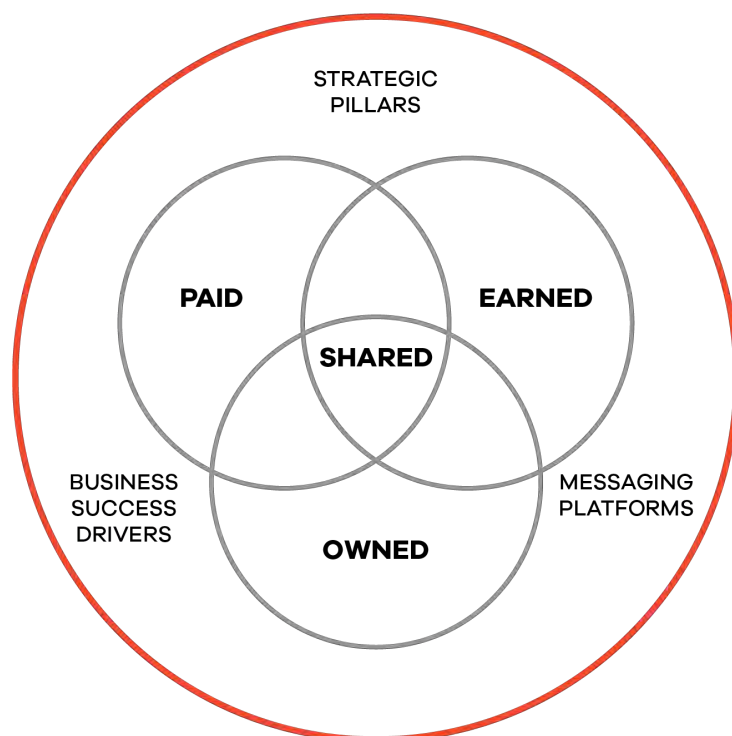 STRATEGIC
PILLARS
PAID
EARNED
SHARED
BUSINESS
SUCCESS
DRIVERS
MESSAGING
PLATFORMS
OWNED